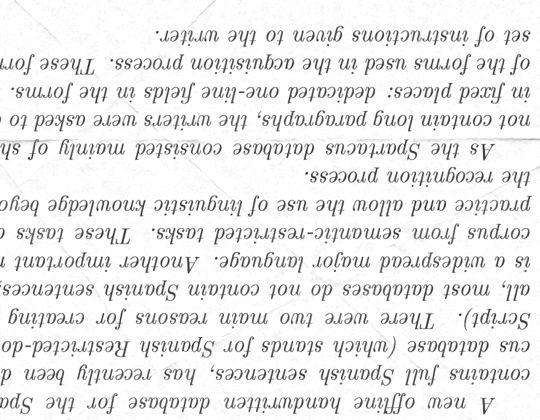 A new offline handwritten database for the Spa
contains full Spanish sentences, has recently been d
cus database (which stands for Spanish Restricted-do
Script). There were two main reasons for creating
all, most databases do not contain Spanish sentences,
is a widespread major language. Another important
corpus from semantic-restricted tasks. These tasks
practice and allow the use of linguistic knowledge beyo
the recognition process.
As the Spartacus database consisted mainly of sh
not contain long paragraphs, the writers were asked to
in fixed places: dedicated one-line fields in the forms.
of the forms used in the acquisition process. These form
set of instructions given to the writer.